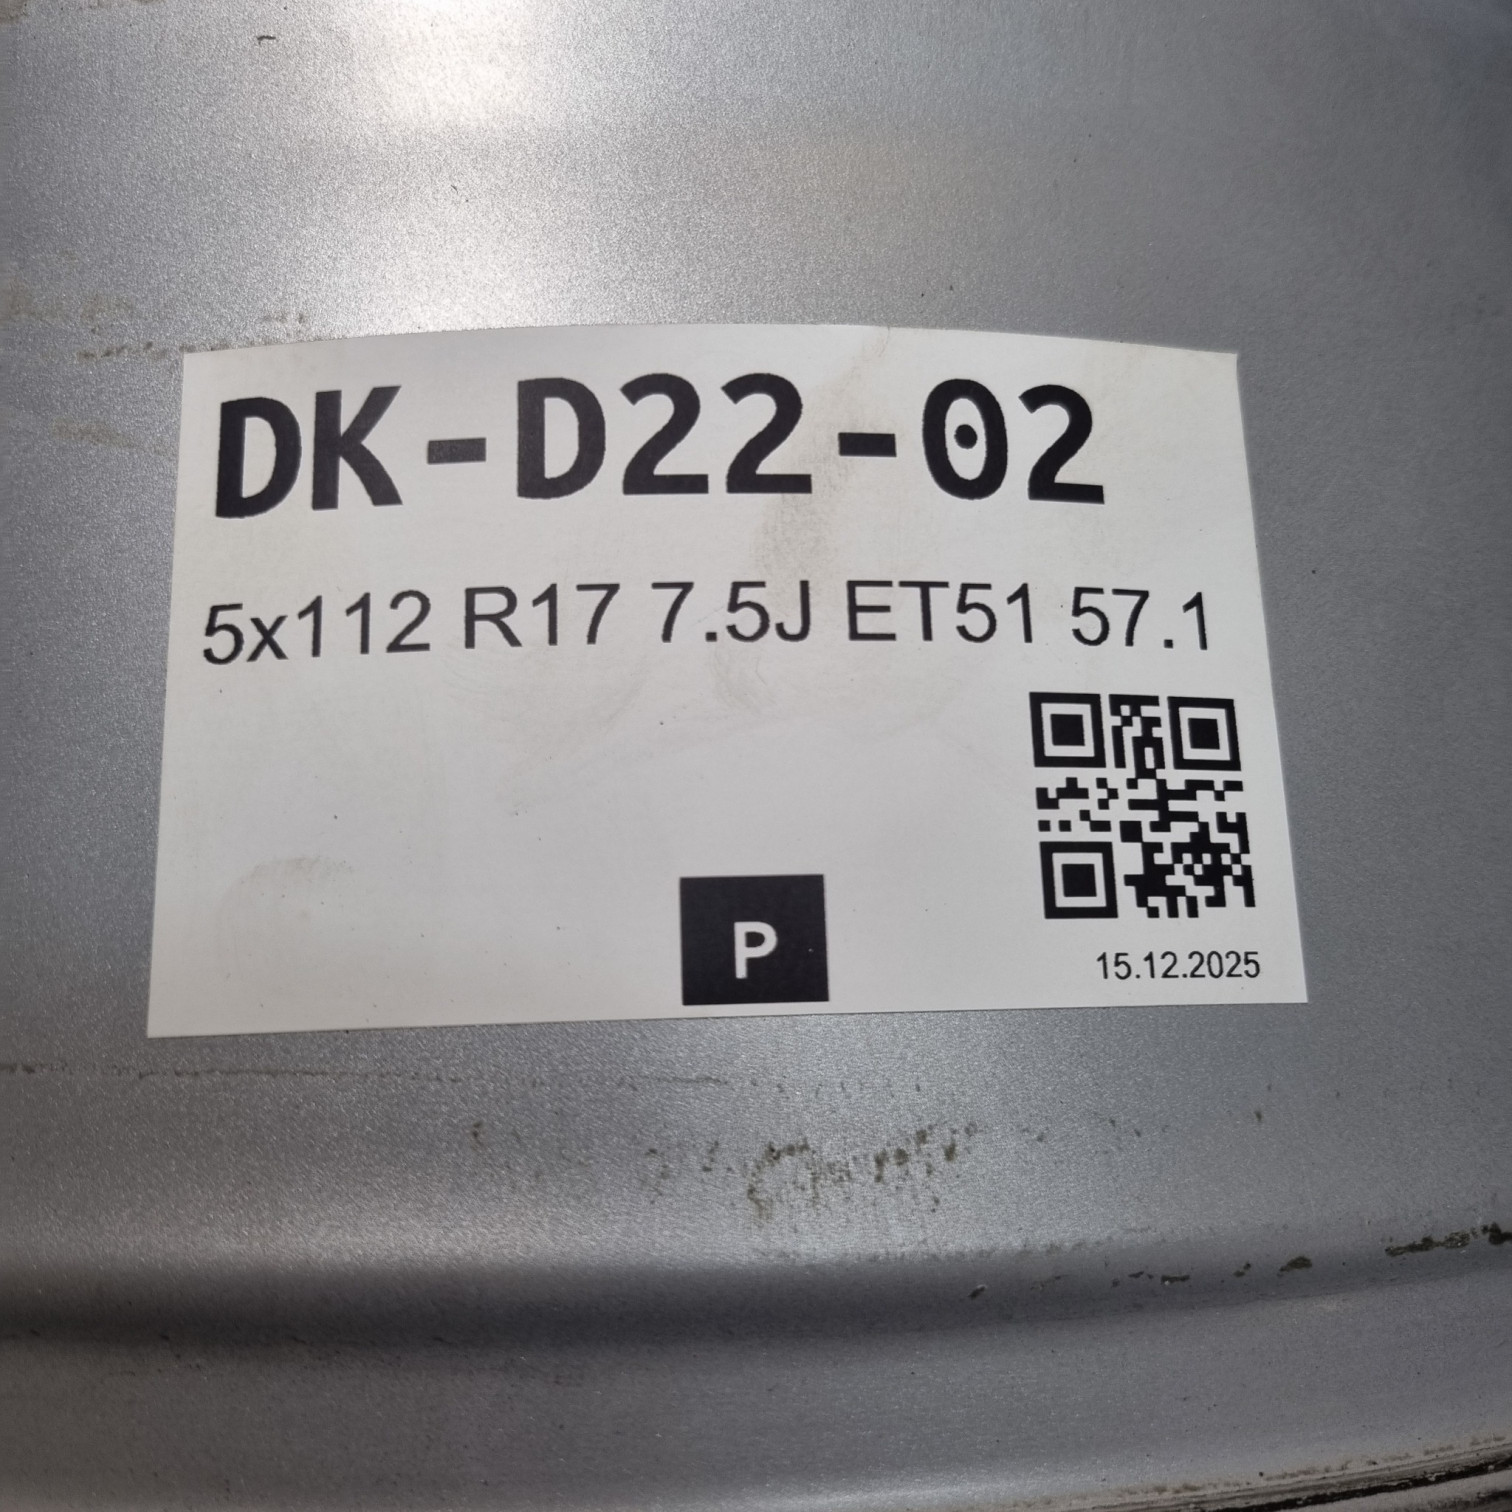 DK-D22-02
5x112 R17 7.5J ET51 57.1
P
15.12.2025